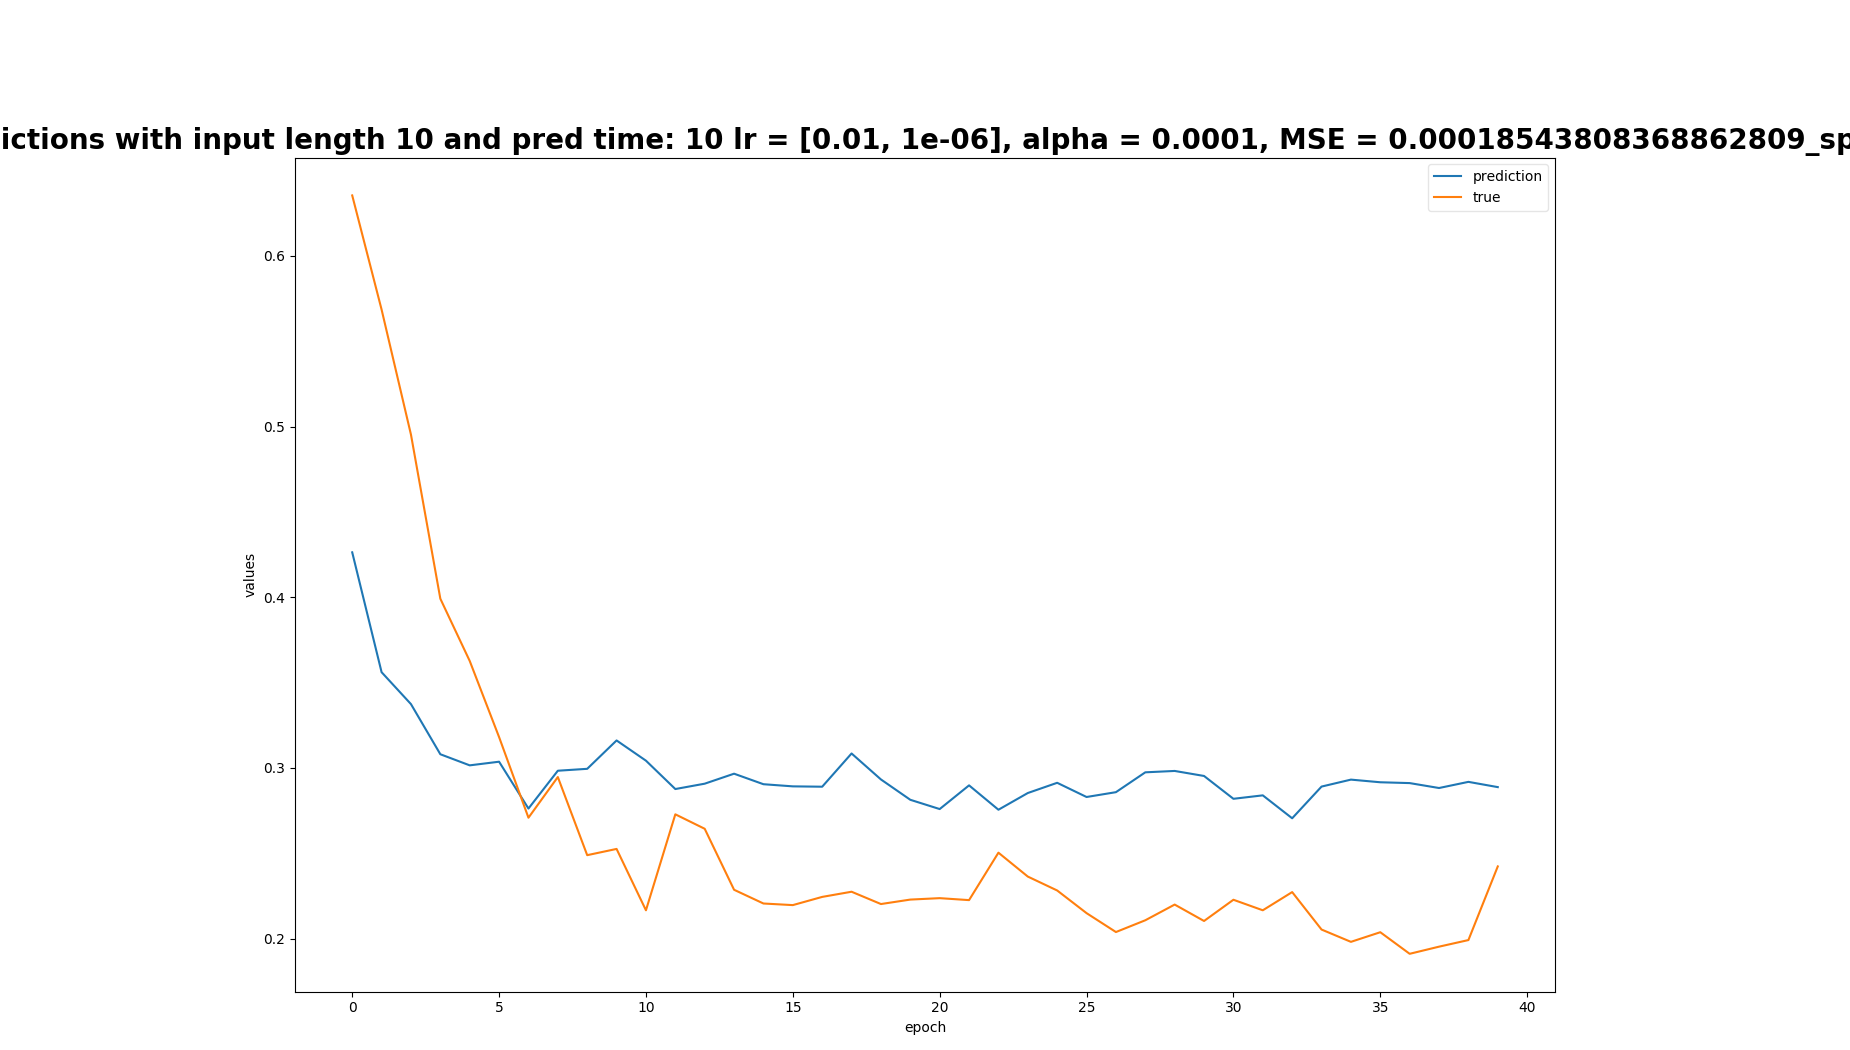 ictions with input length 10 and pred time: 10 lr = [0.01, 1e-06], alpha = 0.0001, MSE = 0.00018543808368862809_sp
prediction
true
0.6
0.5
0.4
0.3
0.2
values
0 5 10 15 20 25 30 35 40
epoch